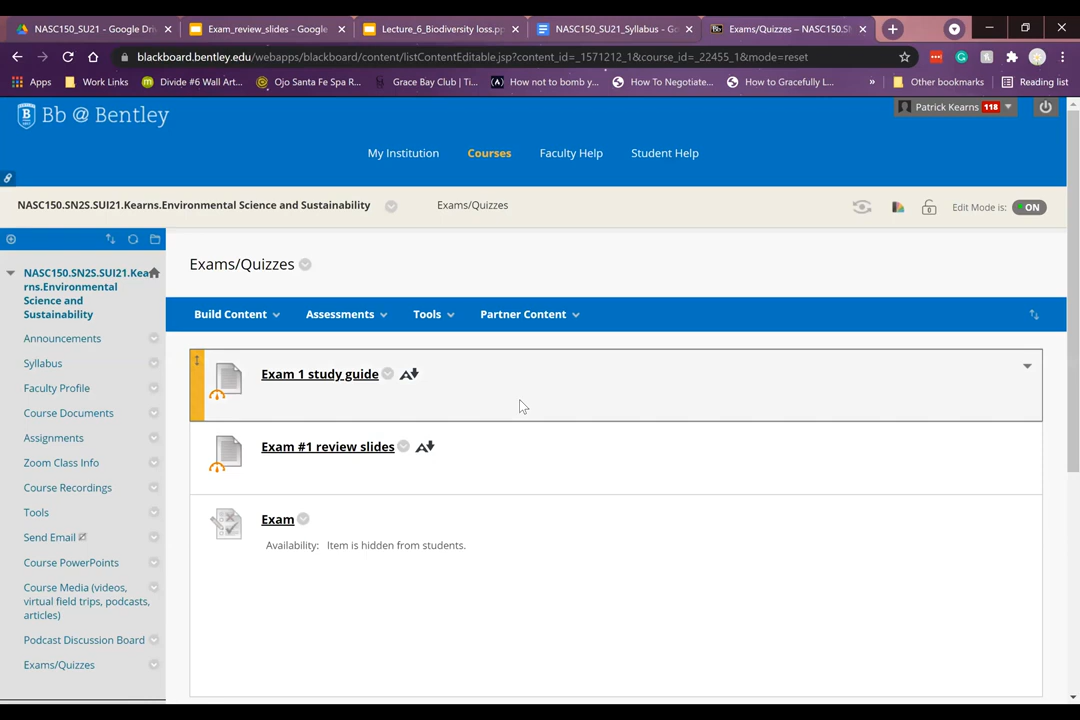 NASC150_SU21 - Google Driv
Exam_review_slides - Google
Lecture_6_Biodiversity loss.pp
NASC150_SU21_Syllabus - Go
Exams/Quizzes – NASC150.S
blackboard.bentley.edu/webapps/blackboard/content/listContentEditable.jsp?content_id=_1571212_1&course_id=_22455_1&mode=reset
Apps
Work Links
Divide #6 Wall Art...
Ojo Santa Fe Spa R...
Grace Bay Club | Ti...
How not to bomb y...
How To Negotiate...
How to Gracefully L...
»
Other bookmarks
Reading list
Bb @ Bentley
Patrick Kearns 118
My Institution
Courses
Faculty Help
Student Help
NASC150.SN2S.SUI21.Kearns.Environmental Science and Sustainability
Exams/Quizzes
Edit Mode is: ON
NASC150.SN2S.SUI21.Kea
rns.Environmental
Science and
Sustainability
Announcements
Syllabus
Faculty Profile
Course Documents
Assignments
Zoom Class Info
Course Recordings
Tools
Send Email
Course PowerPoints
Course Media (videos,
virtual field trips, podcasts,
articles)
Podcast Discussion Board
Exams/Quizzes
Exams/Quizzes
Build Content
Assessments
Tools
Partner Content
Exam 1 study guide
Exam #1 review slides
Exam
Availability: Item is hidden from students.